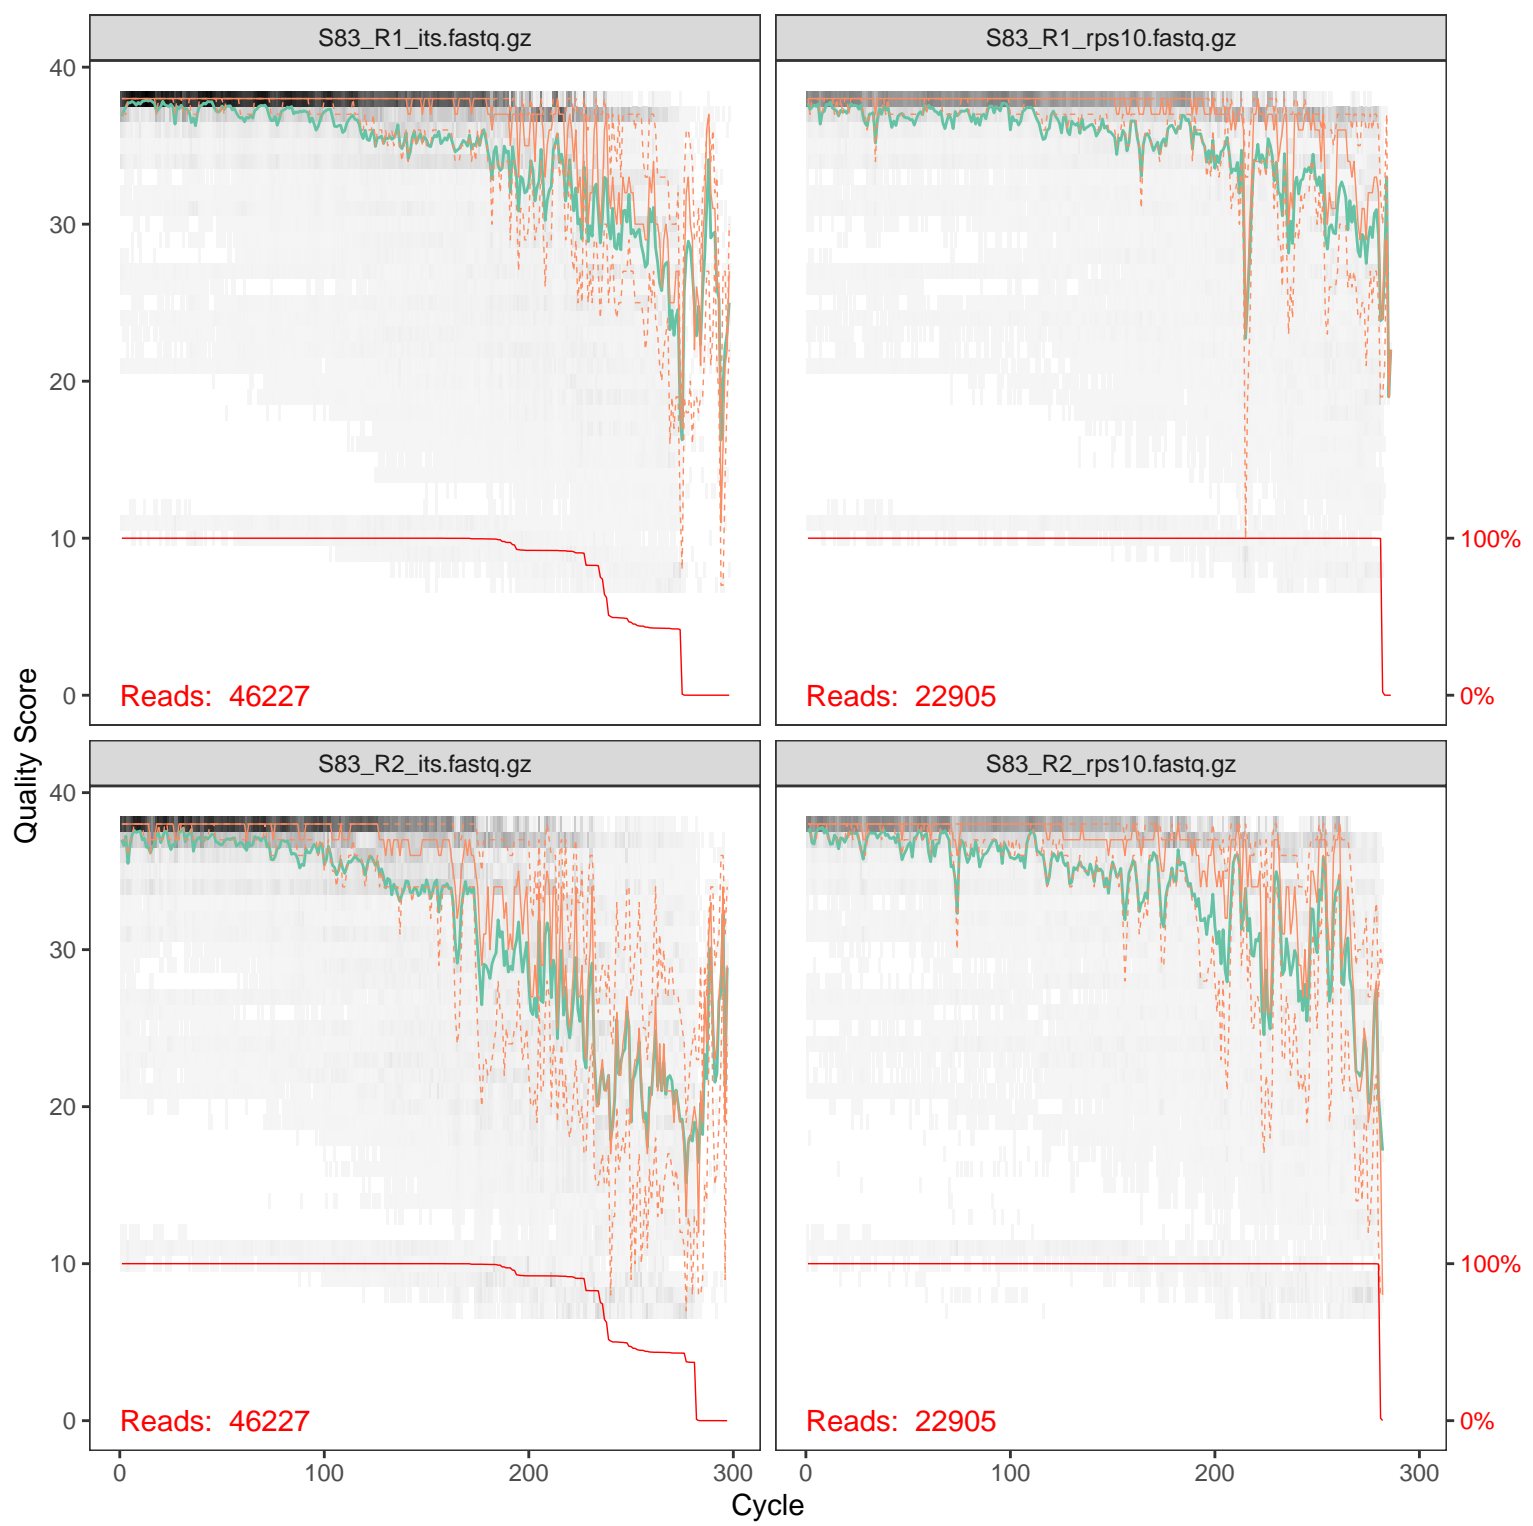 S83_R1_its.fastq.gz
S83_R1_rps10.fastq.gz
40
30
20
10
0
100%
0%
Reads: 46227
Reads: 22905
Quality Score
S83_R2_its.fastq.gz
S83_R2_rps10.fastq.gz
40
30
20
10
0
100%
0%
Reads: 46227
Reads: 22905
0 100 200 300
0 100 200 300
Cycle